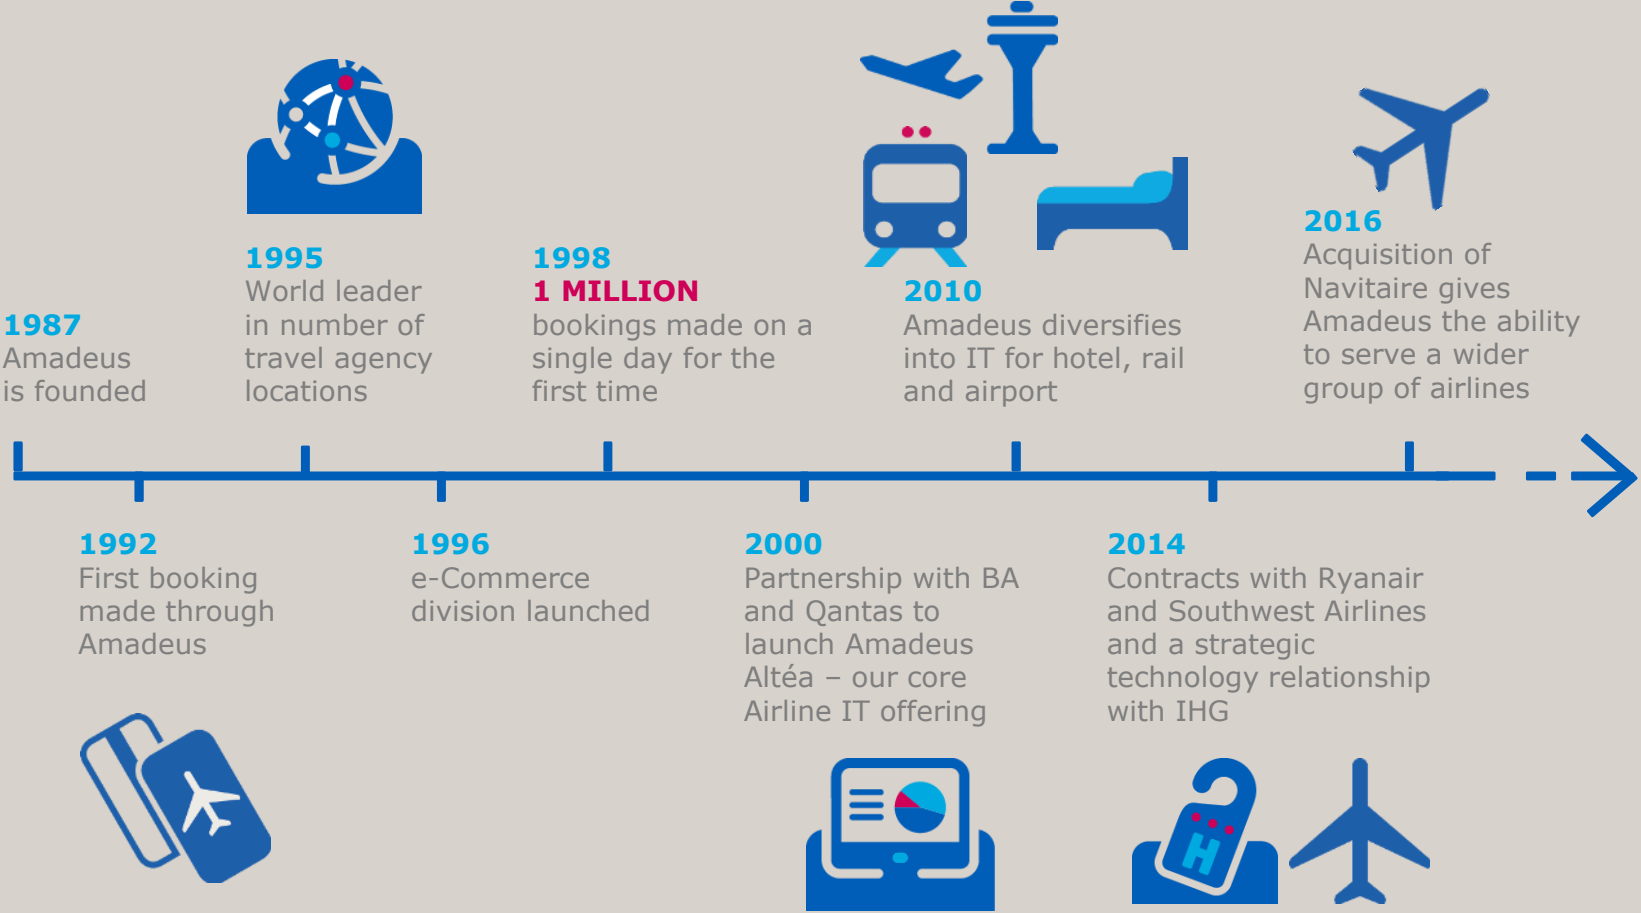 1987
Amadeus
is founded
1995
World leader
in number of
travel agency
locations
1998
1 MILLION
bookings made on a
single day for the
first time
2010
Amadeus diversifies
into IT for hotel, rail
and airport
2016
Acquisition of
Navitaire gives
Amadeus the ability
to serve a wider
group of airlines
1992
First booking
made through
Amadeus
1996
e-Commerce
division launched
2000
Partnership with BA
and Qantas to
launch Amadeus
Altéa – our core
Airline IT offering
2014
Contracts with Ryanair
and Southwest Airlines
and a strategic
technology relationship
with IHG
H